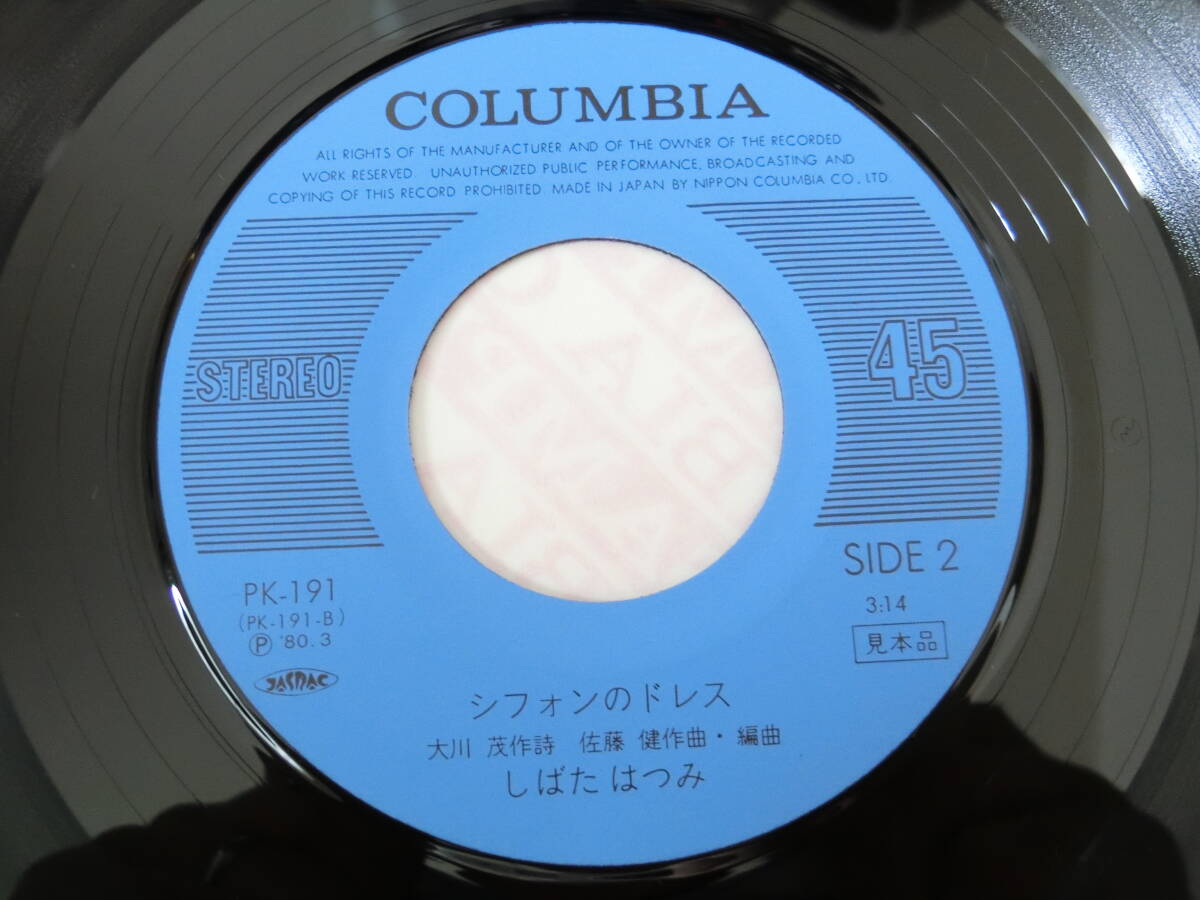 COLUMBIA
ALL RIGHTS OF THE MANUFACTURER AND OF THE OWNER OF THE RECORDED
WORK RESERVED. UNAUTHORIZED PUBLIC PERFORMANCE, BROADCASTING AND
COPYING OF THIS RECORD PROHIBITED MADE IN JAPAN BY NIPPON COLUMBIA CO., LTD.
STEREO
45
PK-191
(PK-191-B)
Ⓟ '80.3
JASRAC
SIDE 2
3:14
見本品
シフォンのドレス
大川 茂作詩 佐藤 健作曲・編曲
しばた はつみ